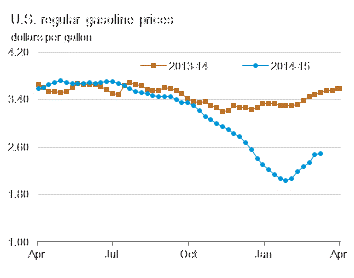 U.S. regular gasoline prices
dollars per gallon
4.20
2013-14
2014-15
3.40
2.60
1.80
1.00
Apr
Jul
Oct
Jan
Apr